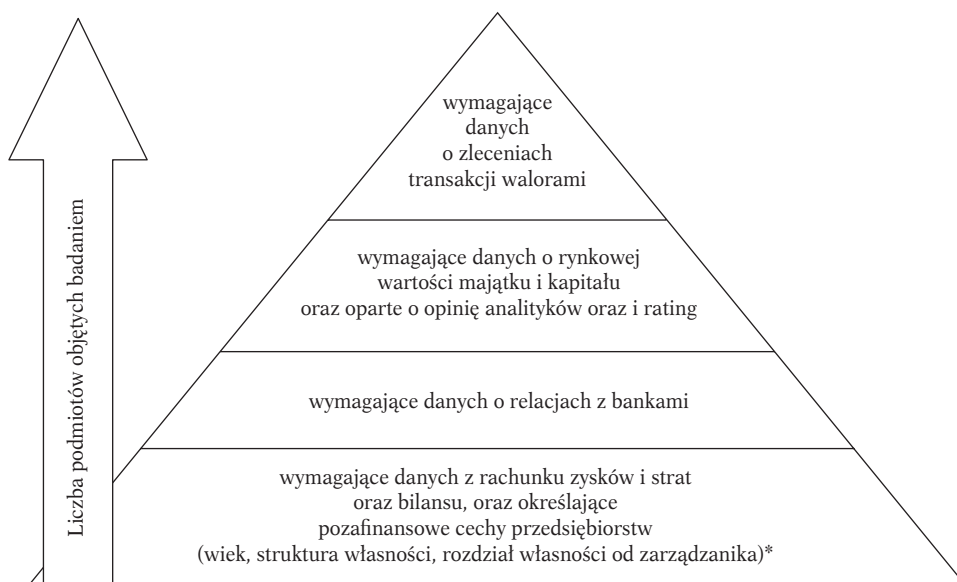 Liczba podmiotów objętych badaniem
wymagające
danych
o zleceniach
transakcji walorami
wymagające danych o rynkowej
wartości majątku i kapitału
oraz oparte o opinię analityków oraz i rating
wymagające danych o relacjach z bankami
wymagające danych z rachunku zysków i strat
oraz bilansu, oraz określające
pozafinansowe cechy przedsiębiorstw
(wiek, struktura własności, rozdział własności od zarządzanika)*